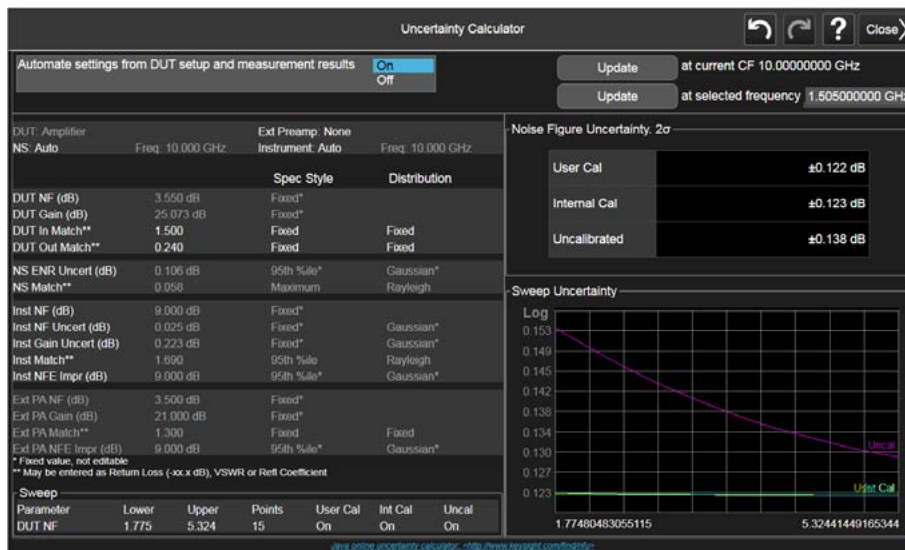 Uncertainty Calculator
?
Close
Automate settings from DUT setup and measurement results On
Off
Update at current CF 10.00000000 GHz
Update at selected frequency 1.505000000 GHz
DUT: Amplifier Ext Preamp: None
NS: Auto Freq: 10.000 GHz Instrument: Auto Freq: 10.000 GHz
Spec Style Distribution
DUT NF (dB) 3.550 dB Fixed*
DUT Gain (dB) 25.073 dB Fixed*
DUT In Match** 1.500 Fixed Fixed
DUT Out Match** 0.240 Fixed Fixed
NS ENR Uncert (dB) 0.106 dB 95th %ile* Gaussian*
NS Match** 0.058 Maximum Rayleigh
Inst NF (dB) 9.000 dB Fixed*
Inst NF Uncert (dB) 0.025 dB Fixed* Gaussian*
Inst Gain Uncert (dB) 0.223 dB Fixed* Gaussian*
Inst Match** 1.690 95th %ile Rayleigh
Inst NFE Impr (dB) 9.000 dB 95th %ile* Gaussian*
Ext PA NF (dB) 3.500 dB Fixed*
Ext PA Gain (dB) 21.000 dB Fixed*
Ext PA Match** 1.300 Fixed Fixed
Ext PA NFE Impr (dB) 9.000 dB 95th %ile* Gaussian*
* Fixed value, not editable
** May be entered as Return Loss (-xx.x dB), VSWR or Refl Coefficient
Sweep
Parameter Lower Upper Points User Cal Int Cal Uncal
DUT NF 1.775 5.324 15 On On On
Noise Figure Uncertainty. 2σ
User Cal ±0.122 dB
Internal Cal ±0.123 dB
Uncalibrated ±0.138 dB
Sweep Uncertainty
Log
0.153
0.149
0.145
0.142
0.138
0.134
0.130
0.127
0.123
Uncal
Cal
1.77480483055115 5.32441449165344
Java online uncertainty calculator: <http://www.keysight.com/find/nfu>